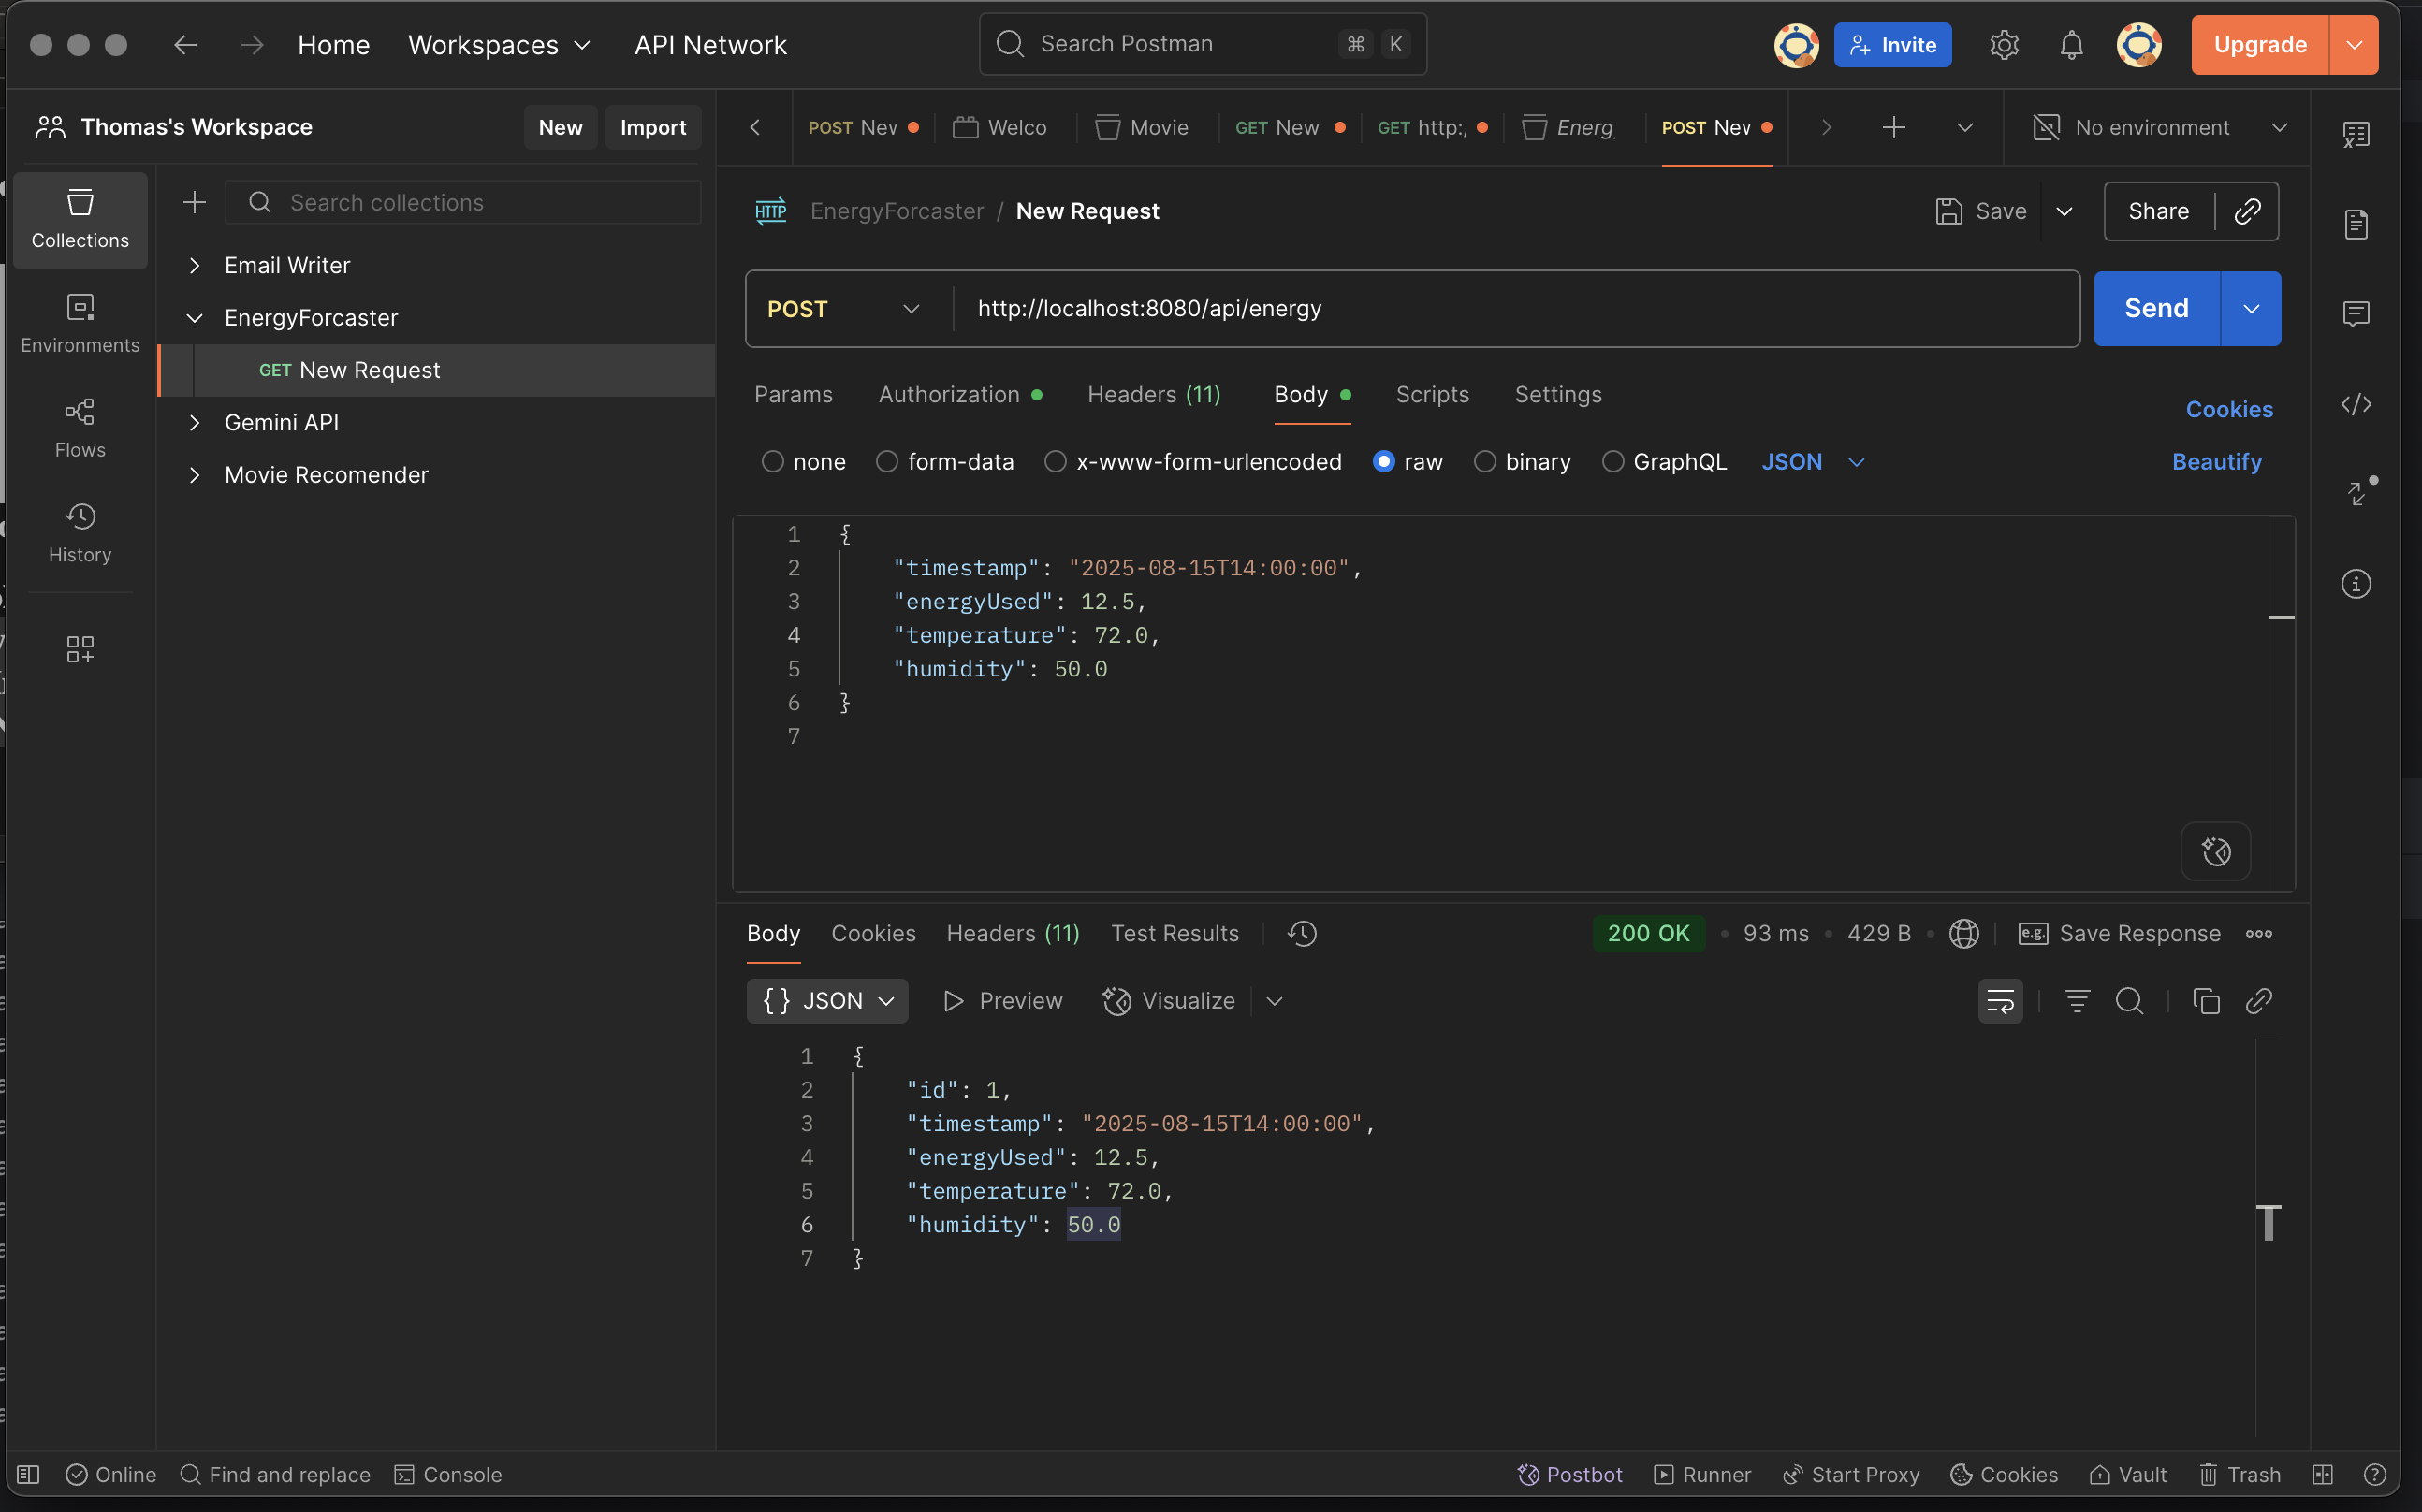 Home Workspaces API Network Search Postman ⌘ K Invite Upgrade
Thomas's Workspace New Import
POST Nev Welco Movie GET New GET http:/ Energ POST Nev No environment
Collections
Environments
Flows
History
Search collections
Email Writer
EnergyForcaster
GET New Request
Gemini API
Movie Recomender
HTTP EnergyForcaster / New Request Save Share
POST http://localhost:8080/api/energy Send
Params Authorization Headers (11) Body Scripts Settings Cookies
none form-data x-www-form-urlencoded raw binary GraphQL JSON Beautify
1 {
2 "timestamp": "2025-08-15T14:00:00",
3 "energyUsed": 12.5,
4 "temperature": 72.0,
5 "humidity": 50.0
6 }
7
Body Cookies Headers (11) Test Results 200 OK • 93 ms • 429 B • e.g. Save Response
{} JSON Preview Visualize
1 {
2 "id": 1,
3 "timestamp": "2025-08-15T14:00:00",
4 "energyUsed": 12.5,
5 "temperature": 72.0,
6 "humidity": 50.0
7 }
Online Find and replace Console Postbot Runner Start Proxy Cookies Vault Trash